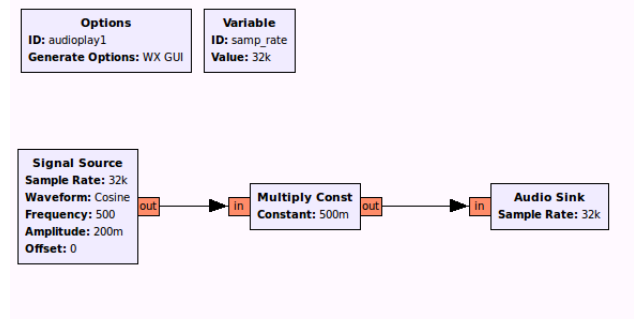 Options
ID: audioplay1
Generate Options: WX GUI
Variable
ID: samp_rate
Value: 32k
Signal Source
Sample Rate: 32k
Waveform: Cosine
Frequency: 500
Amplitude: 200m
Offset: 0
out
in
Multiply Const
Constant: 500m
out
in
Audio Sink
Sample Rate: 32k